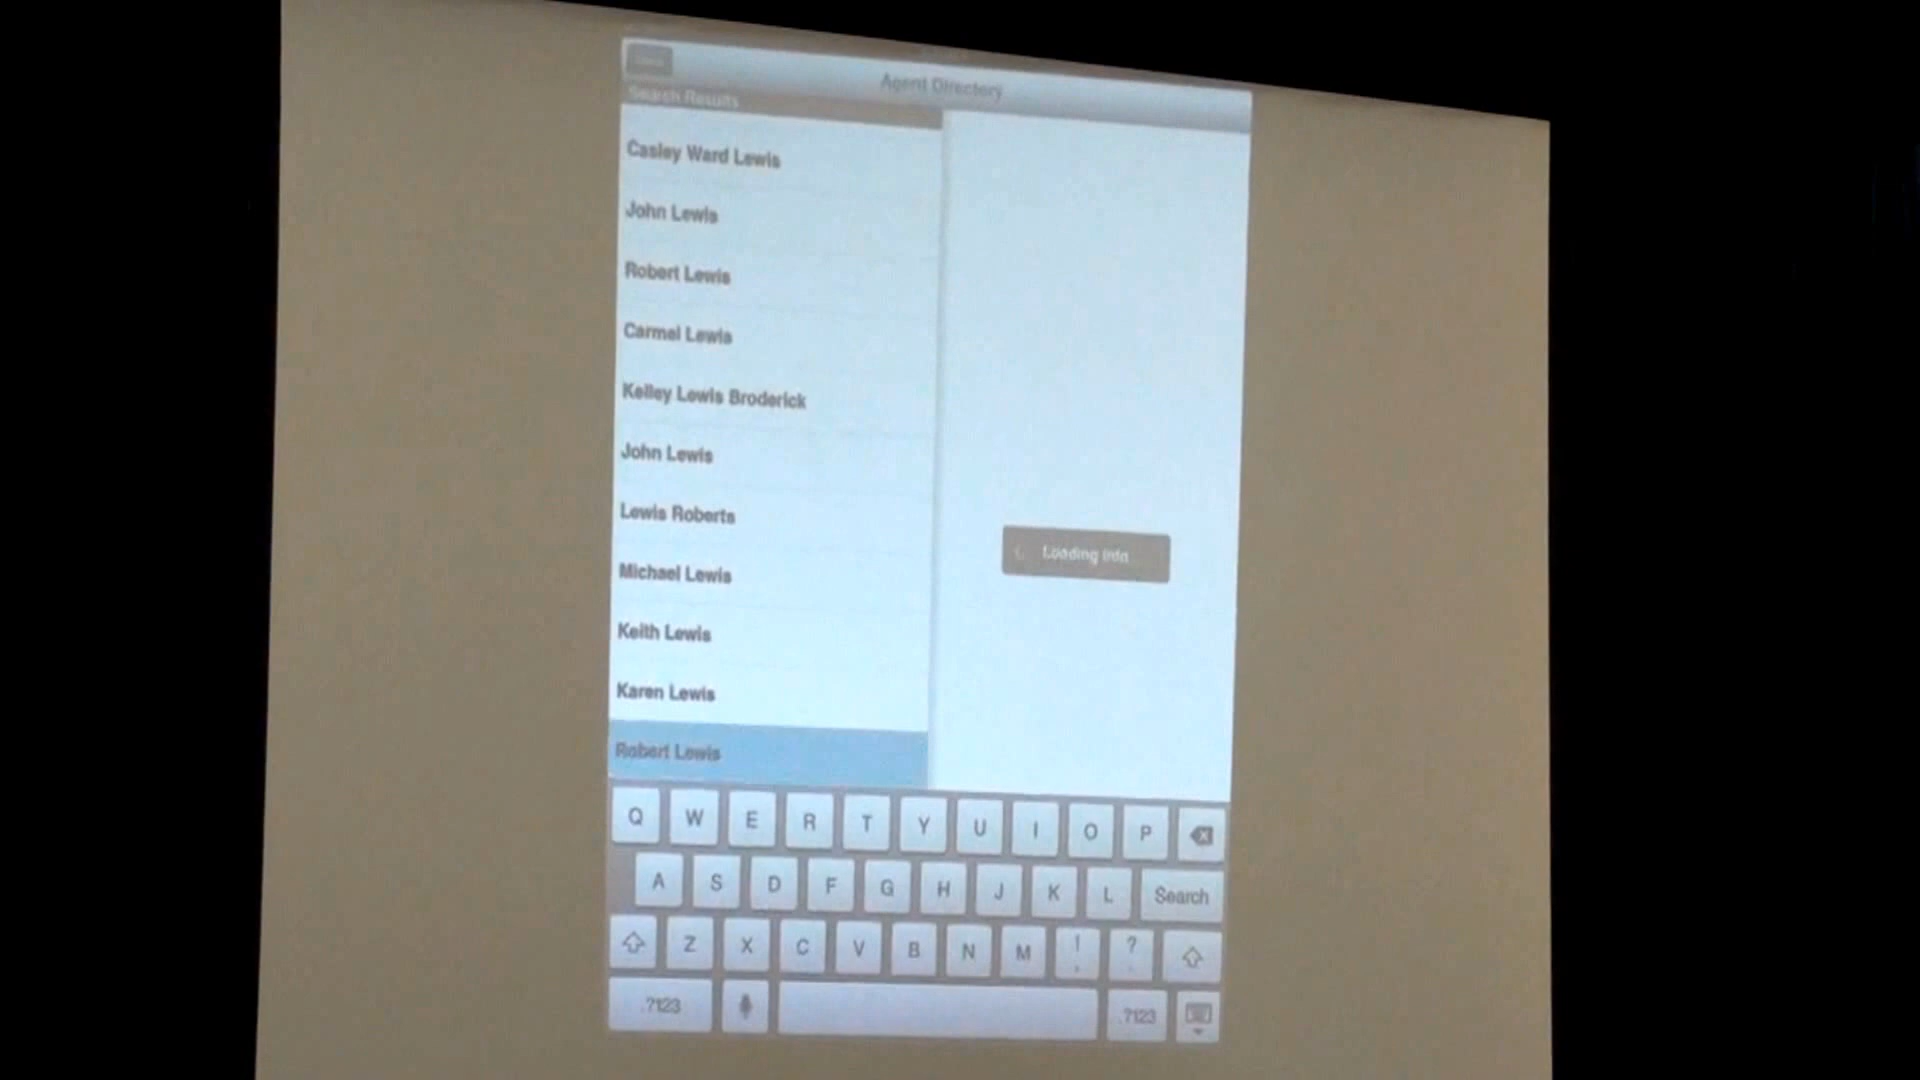 Agent Directory
Search Results
Casley Ward Lewis
John Lewis
Robert Lewis
Carmel Lewis
Kelley Lewis Broderick
John Lewis
Lewis Roberts
Michael Lewis
Keith Lewis
Karen Lewis
Robert Lewis
Loading Info
Q W E R T Y U I O P
A S D F G H J K L Search
Z X C V B N M ! , ? .
.?123 .?123